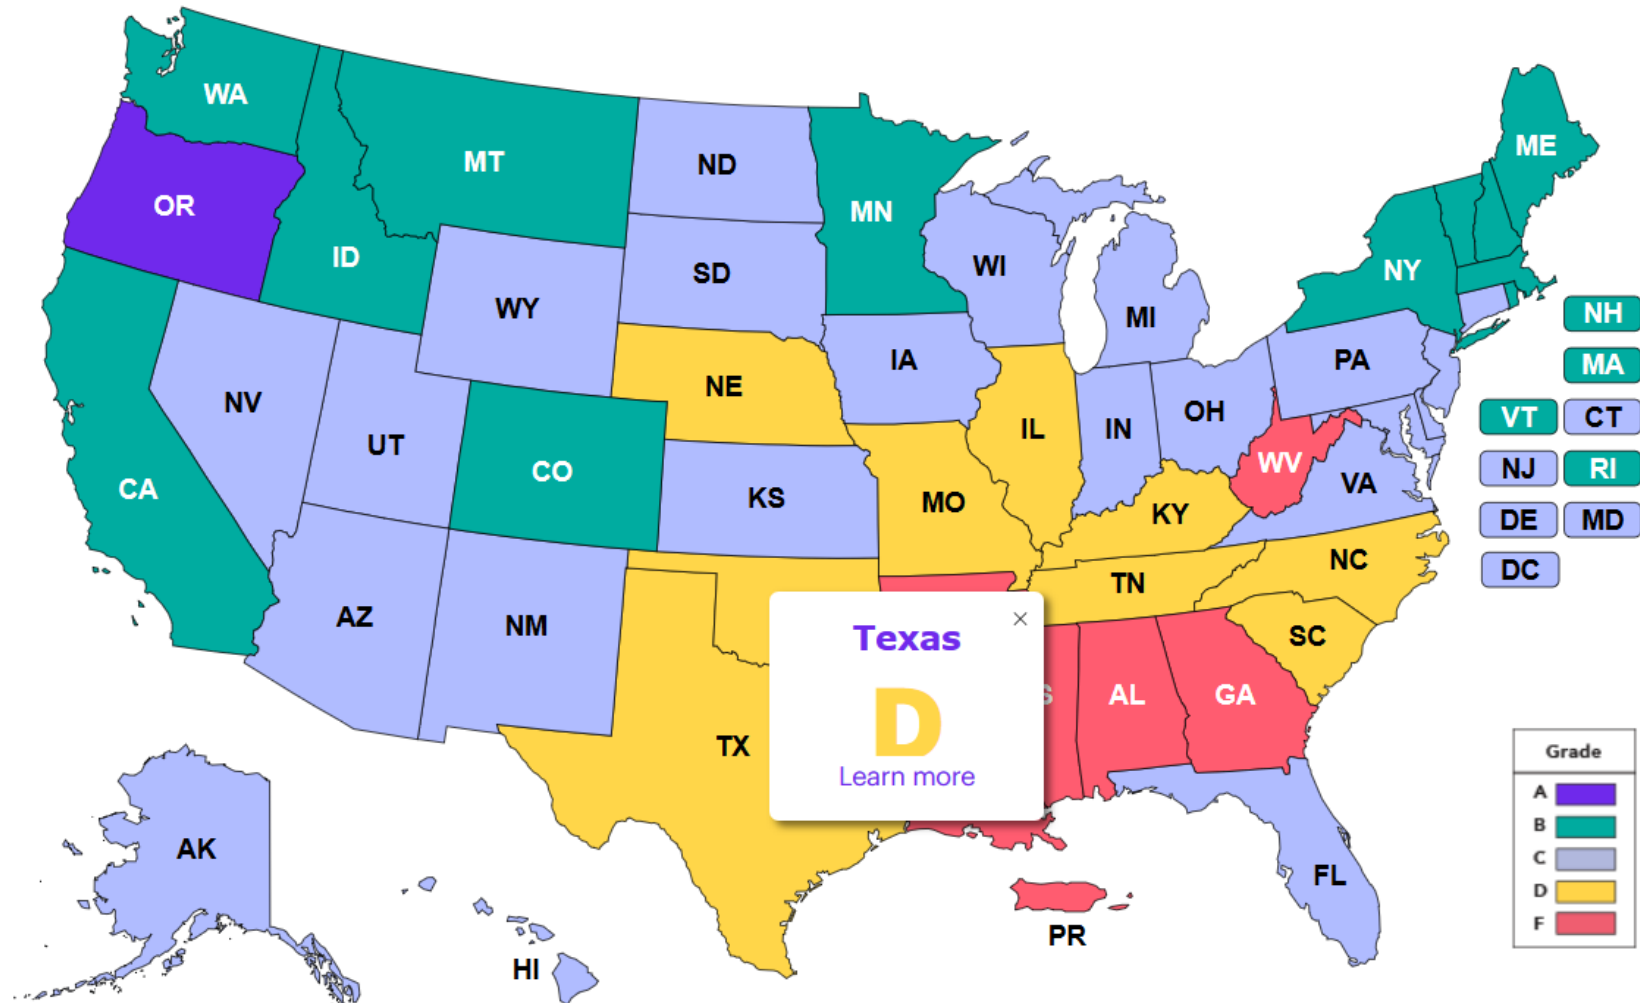 WA
MT
ND
MN
ME
OR
ID
SD
WI
NY
WY
MI
NH
IA
PA
MA
NV
NE
OH
VT
CT
UT
IL
IN
CO
WV
NJ
RI
CA
KS
MO
KY
VA
DE
MD
NC
DC
AZ
NM
TN
SC
Texas
×
D
Learn more
S
AL
GA
TX
Grade
A
B
C
D
F
AK
FL
PR
HI